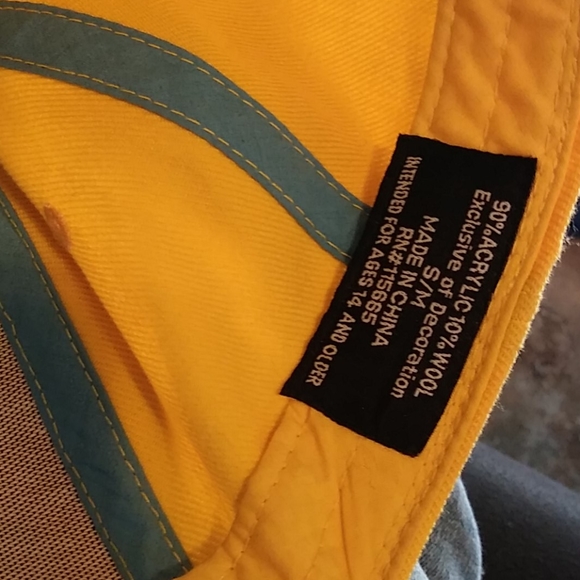 90%ACRYLIC 10% WOOL
Exclusive of Decoration
S/M
MADE IN CHINA
RN#115665
INTENDED FOR AGES 14 AND OLDER